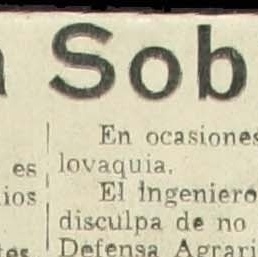 Sob
es
ios
En ocasiones
lovaquia.
El Ingeniero
disculpa de no
Defensa Agrari